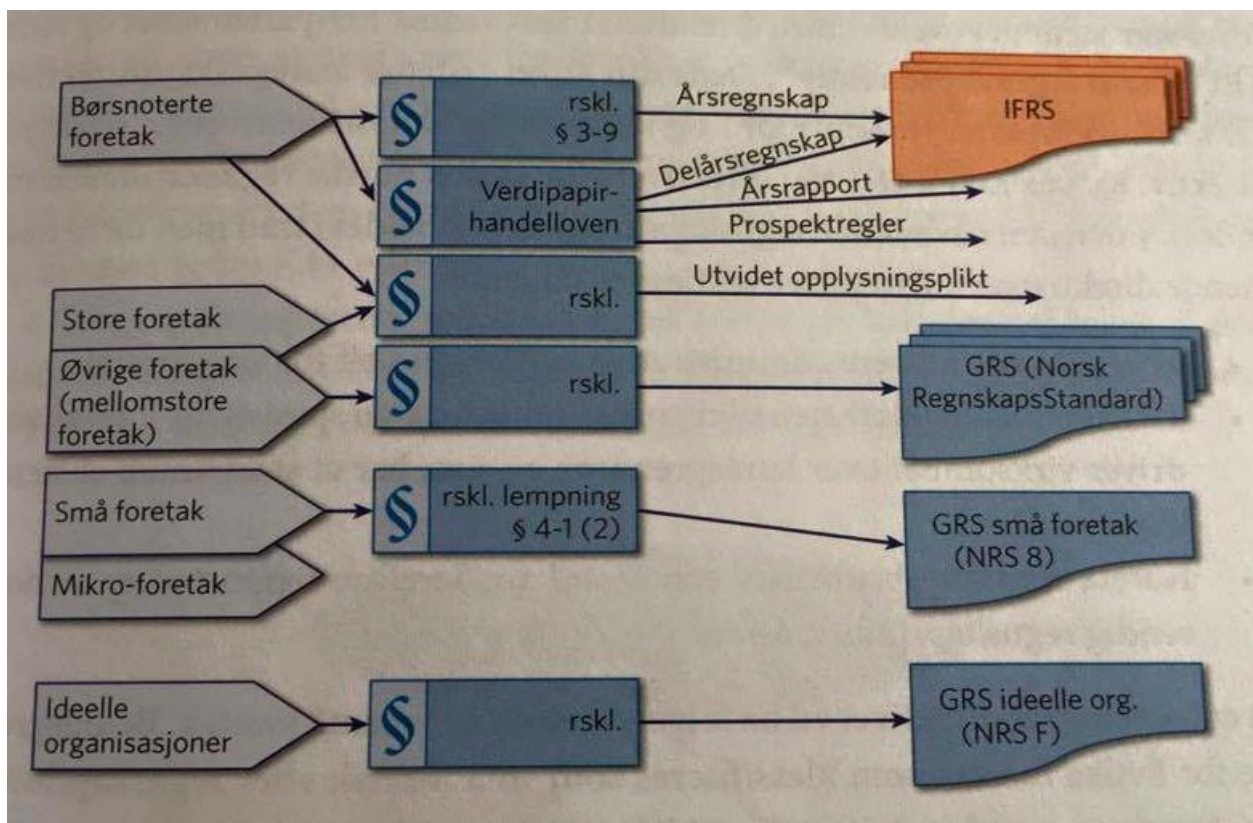 Børsnoterte
foretak
§
rskl.
§ 3-9
Årsregnskap
IFRS
Delårsregnskap
§
Verdipapir-
handelloven
Årsrapport
Prospektregler
§
rskl.
Utvidet opplysningsplikt
Store foretak
Øvrige foretak
(mellomstore
foretak)
§
rskl.
GRS (Norsk
RegnskapsStandard)
Små foretak
§
rskl. lempning
§ 4-1 (2)
GRS små foretak
(NRS 8)
Mikro-foretak
Ideelle
organisasjoner
§
rskl.
GRS ideelle org.
(NRS F)